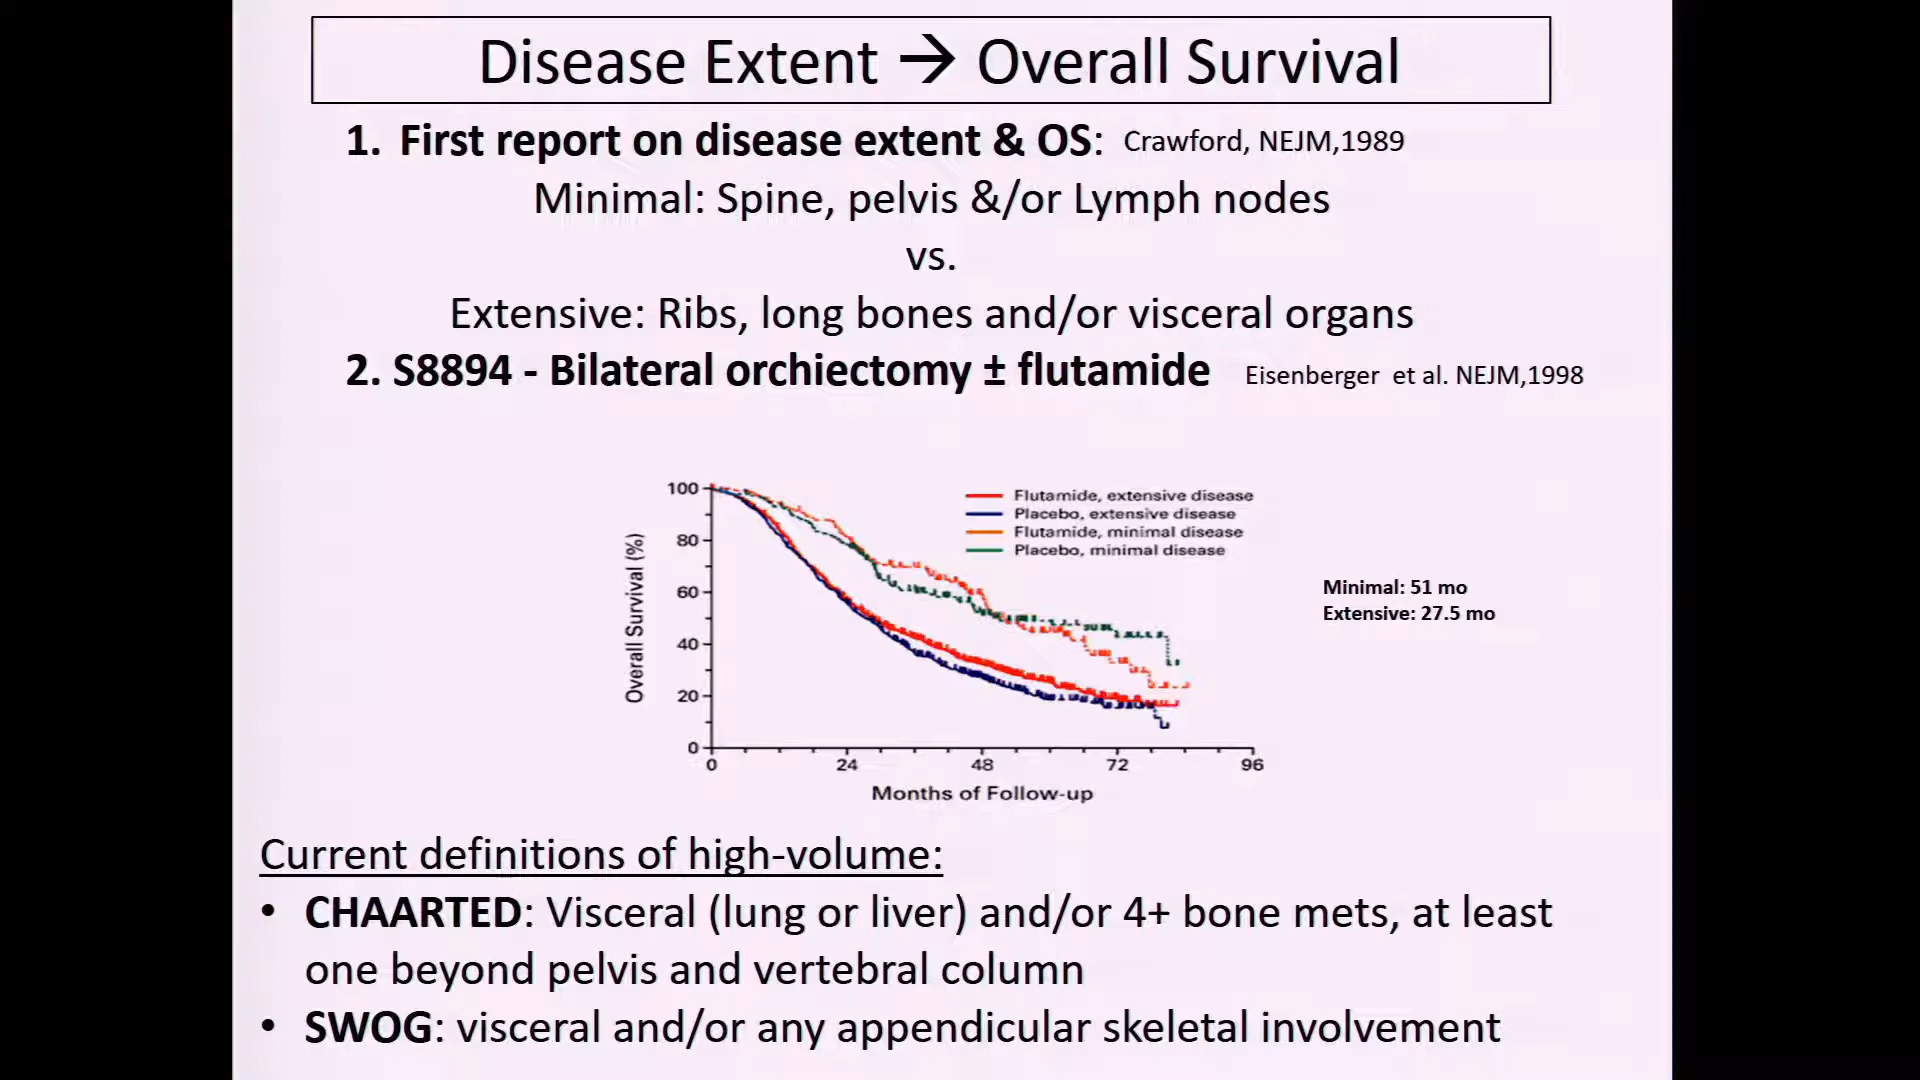 Disease Extent → Overall Survival
1. First report on disease extent & OS: Crawford, NEJM,1989
Minimal: Spine, pelvis &/or Lymph nodes
vs.
Extensive: Ribs, long bones and/or visceral organs
2. S8894 - Bilateral orchiectomy ± flutamide Eisenberger et al. NEJM,1998
Overall Survival (%)
100
80
60
40
20
0
Flutamide, extensive disease
Placebo, extensive disease
Flutamide, minimal disease
Placebo, minimal disease
0 24 48 72 96
Months of Follow-up
Minimal: 51 mo
Extensive: 27.5 mo
Current definitions of high-volume:
• CHAARTED: Visceral (lung or liver) and/or 4+ bone mets, at least
one beyond pelvis and vertebral column
• SWOG: visceral and/or any appendicular skeletal involvement